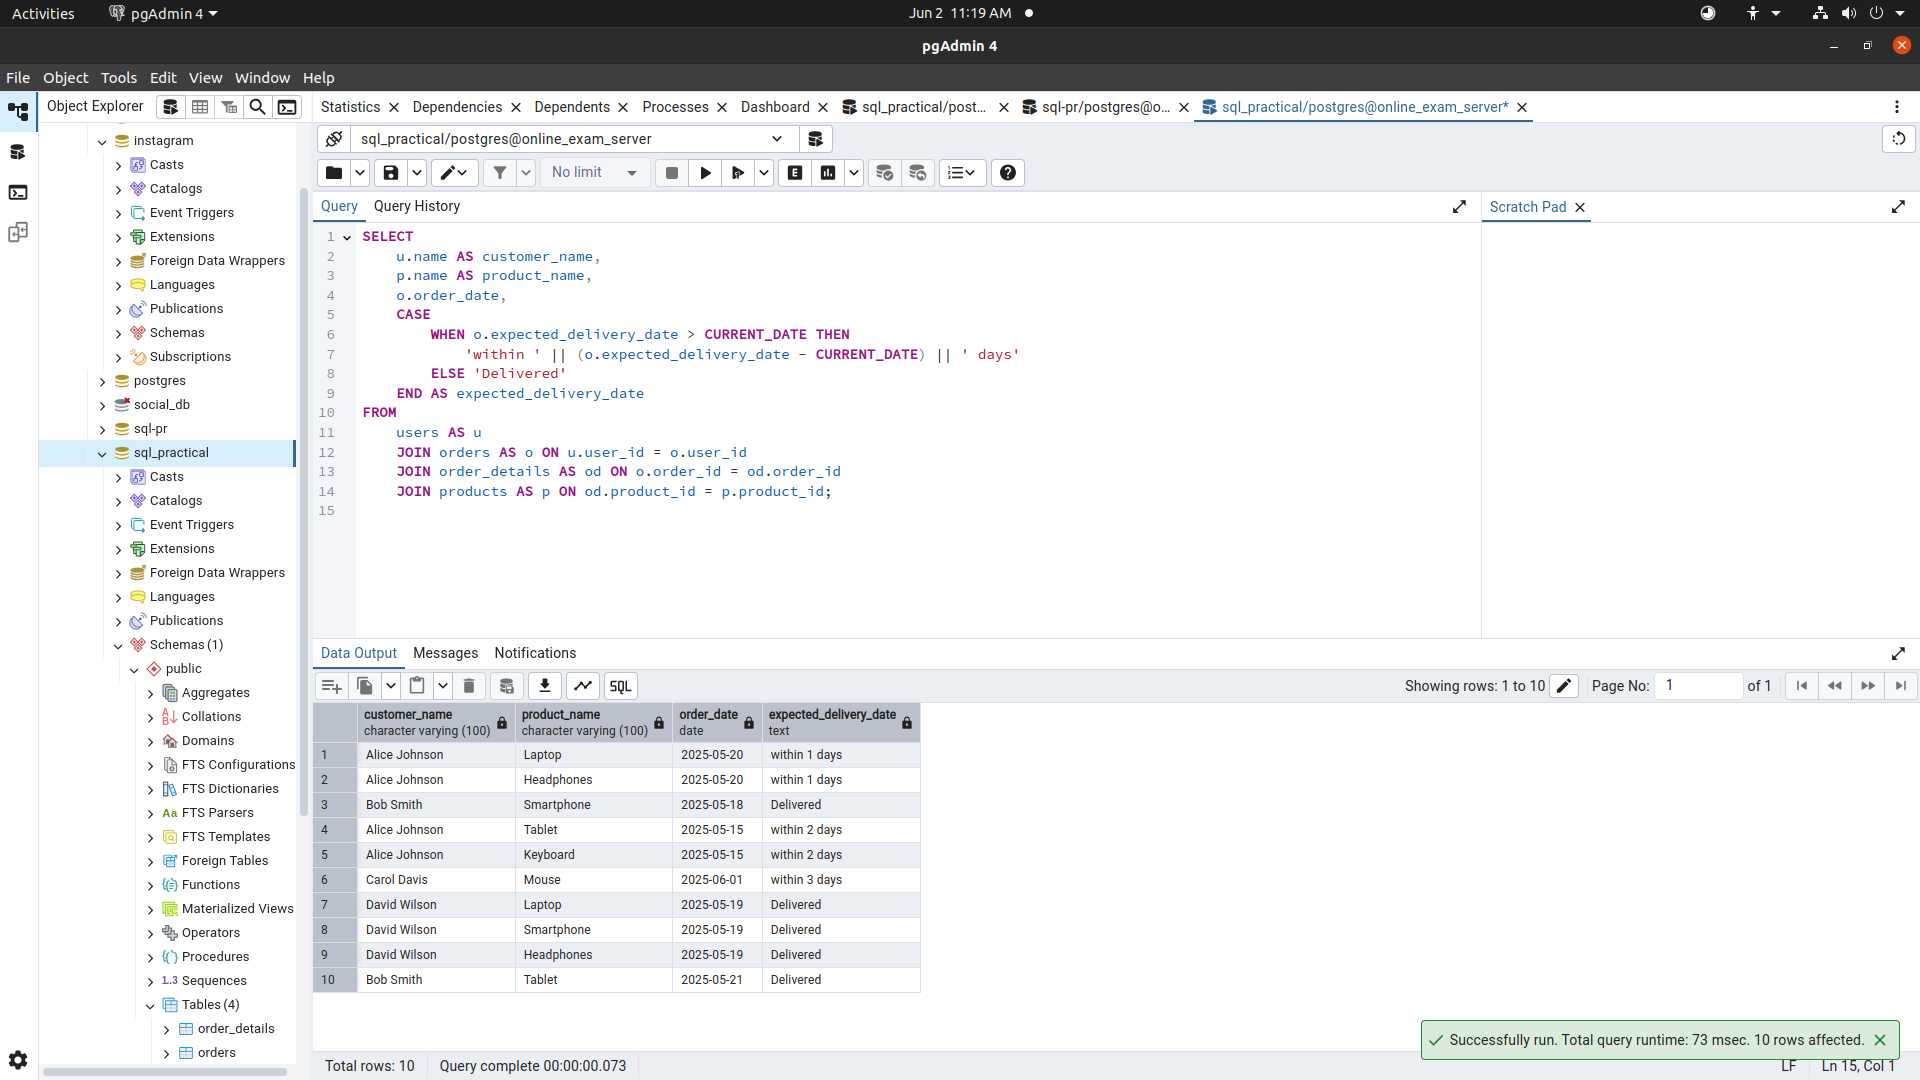 Activities
pgAdmin 4
Jun 2 11:19 AM
pgAdmin 4
File Object Tools Edit View Window Help
Object Explorer
Statistics
Dependencies
Dependents
Processes
Dashboard
sql_practical/post...
sql-pr/postgres@o...
sql_practical/postgres@online_exam_server*
sql_practical/postgres@online_exam_server
No limit
E
Query
Query History
Scratch Pad
instagram
Casts
Catalogs
Event Triggers
Extensions
Foreign Data Wrappers
Languages
Publications
Schemas
Subscriptions
postgres
social_db
sql-pr
sql_practical
Casts
Catalogs
Event Triggers
Extensions
Foreign Data Wrappers
Languages
Publications
Schemas (1)
public
Aggregates
Collations
Domains
FTS Configurations
FTS Dictionaries
Aa FTS Parsers
FTS Templates
Foreign Tables
Functions
Materialized Views
Operators
Procedures
1..3 Sequences
Tables (4)
order_details
orders
1 SELECT
2 u.name AS customer_name,
3 p.name AS product_name,
4 o.order_date,
5 CASE
6 WHEN o.expected_delivery_date > CURRENT_DATE THEN
7 'within ' || (o.expected_delivery_date - CURRENT_DATE) || ' days'
8 ELSE 'Delivered'
9 END AS expected_delivery_date
10 FROM
11 users AS u
12 JOIN orders AS o ON u.user_id = o.user_id
13 JOIN order_details AS od ON o.order_id = od.order_id
14 JOIN products AS p ON od.product_id = p.product_id;
15
Data Output
Messages
Notifications
SQL
Showing rows: 1 to 10
Page No: 1 of 1
customer_name product_name order_date expected_delivery_date
character varying (100) character varying (100) date text
1 Alice Johnson Laptop 2025-05-20 within 1 days
2 Alice Johnson Headphones 2025-05-20 within 1 days
3 Bob Smith Smartphone 2025-05-18 Delivered
4 Alice Johnson Tablet 2025-05-15 within 2 days
5 Alice Johnson Keyboard 2025-05-15 within 2 days
6 Carol Davis Mouse 2025-06-01 within 3 days
7 David Wilson Laptop 2025-05-19 Delivered
8 David Wilson Smartphone 2025-05-19 Delivered
9 David Wilson Headphones 2025-05-19 Delivered
10 Bob Smith Tablet 2025-05-21 Delivered
Successfully run. Total query runtime: 73 msec. 10 rows affected.
Total rows: 10
Query complete 00:00:00.073
LF
Ln 15, Col 1